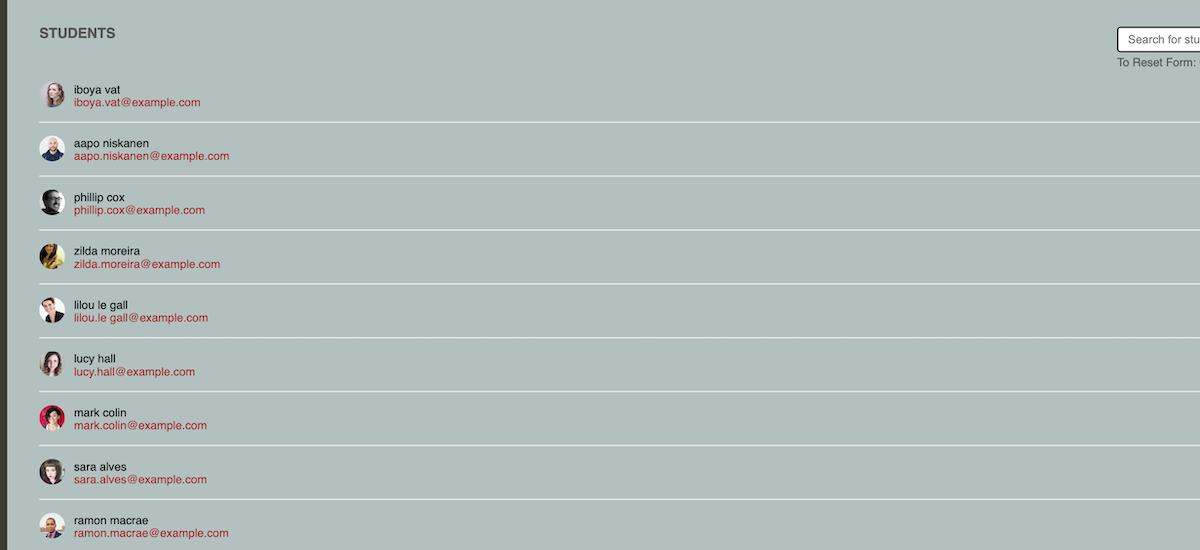 STUDENTS
Search for stu
To Reset Form:
iboya vat
iboya.vat@example.com
aapo niskanen
aapo.niskanen@example.com
phillip cox
phillip.cox@example.com
zilda moreira
zilda.moreira@example.com
lilou le gall
lilou.le gall@example.com
lucy hall
lucy.hall@example.com
mark colin
mark.colin@example.com
sara alves
sara.alves@example.com
ramon macrae
ramon.macrae@example.com